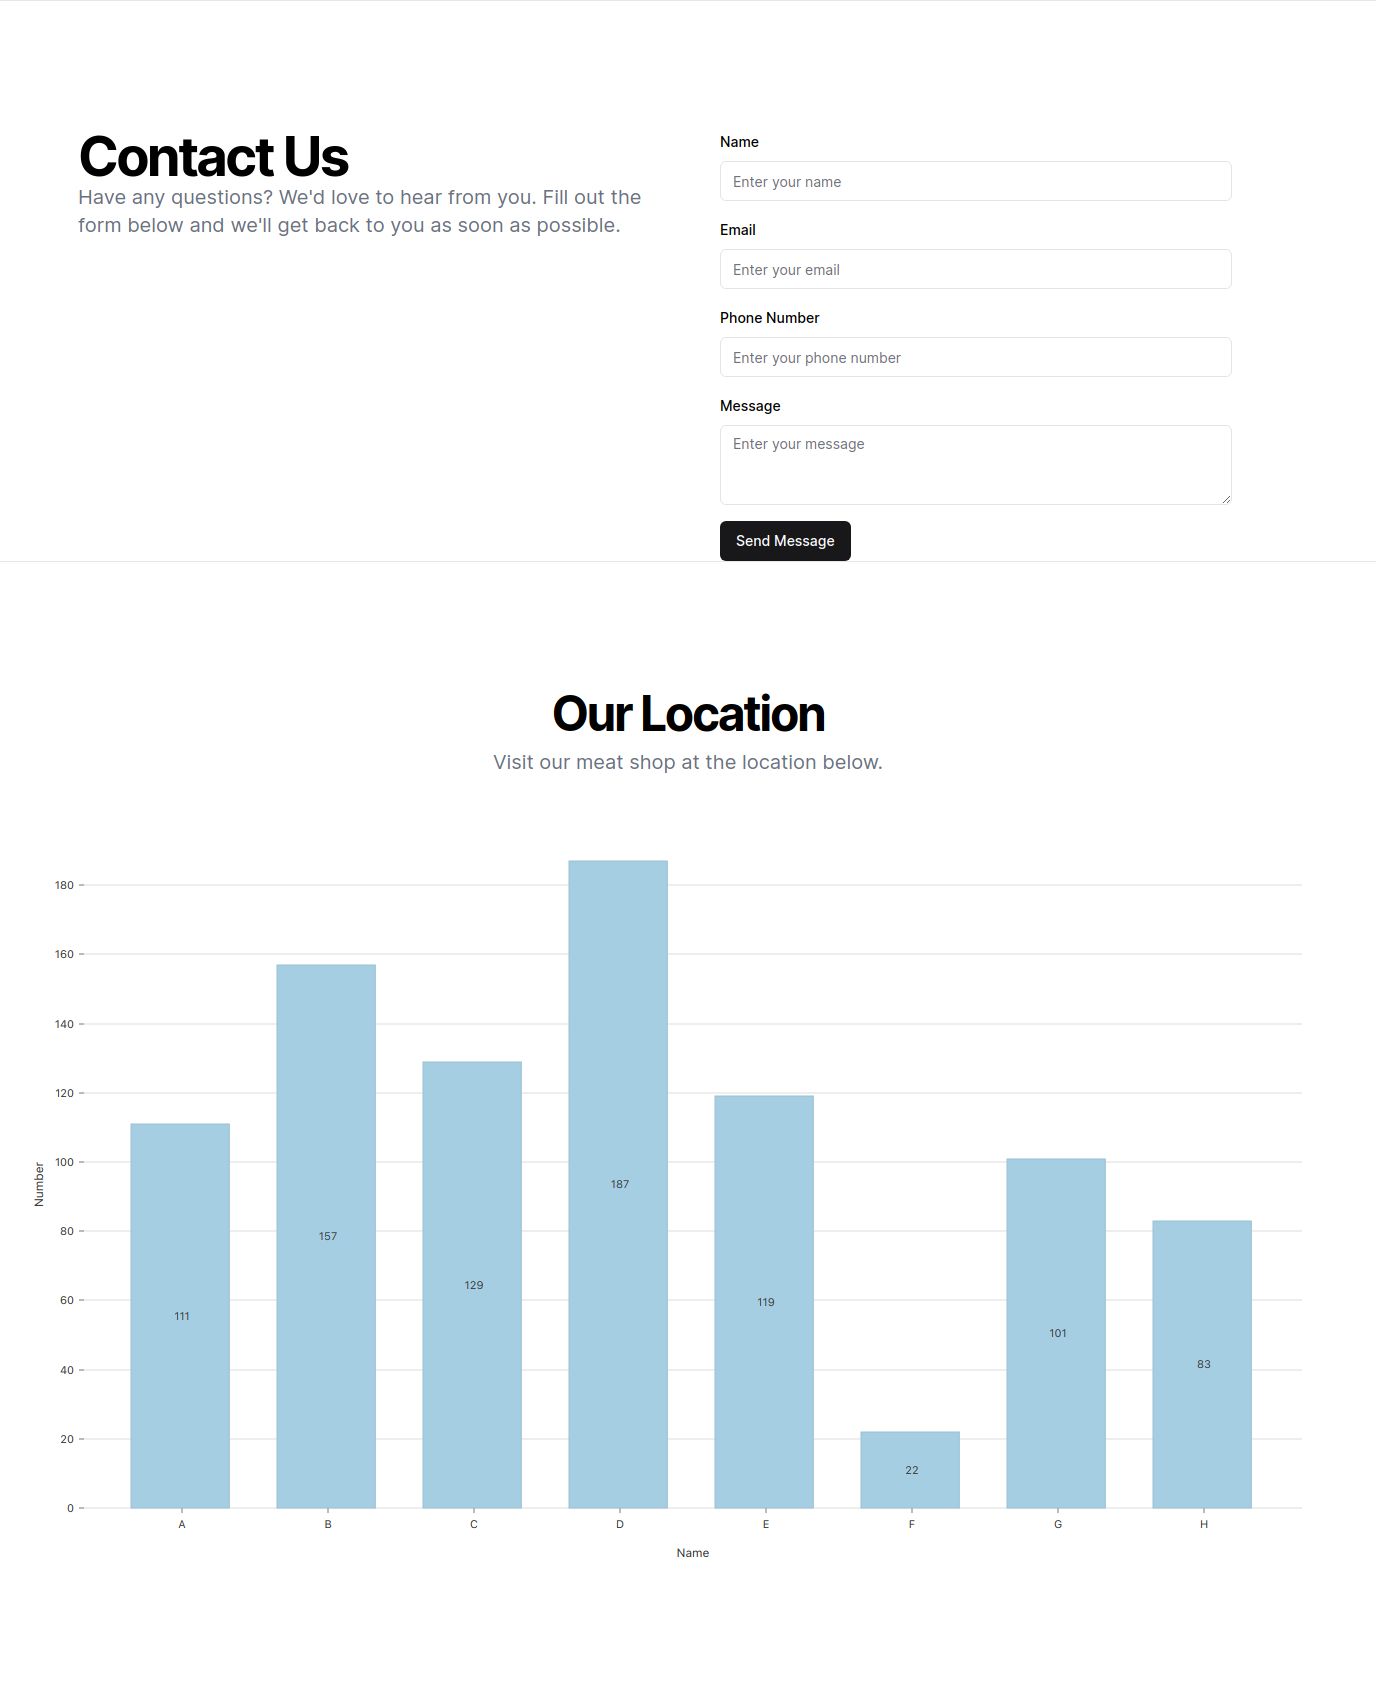 Contact Us
Have any questions? We'd love to hear from you. Fill out the
form below and we'll get back to you as soon as possible.
Name
Enter your name
Email
Enter your email
Phone Number
Enter your phone number
Message
Enter your message
Send Message
Our Location
Visit our meat shop at the location below.
180
160
140
120
100
80
60
40
20
0
Number
111
157
129
187
119
22
101
83
A B C D E F G H
Name